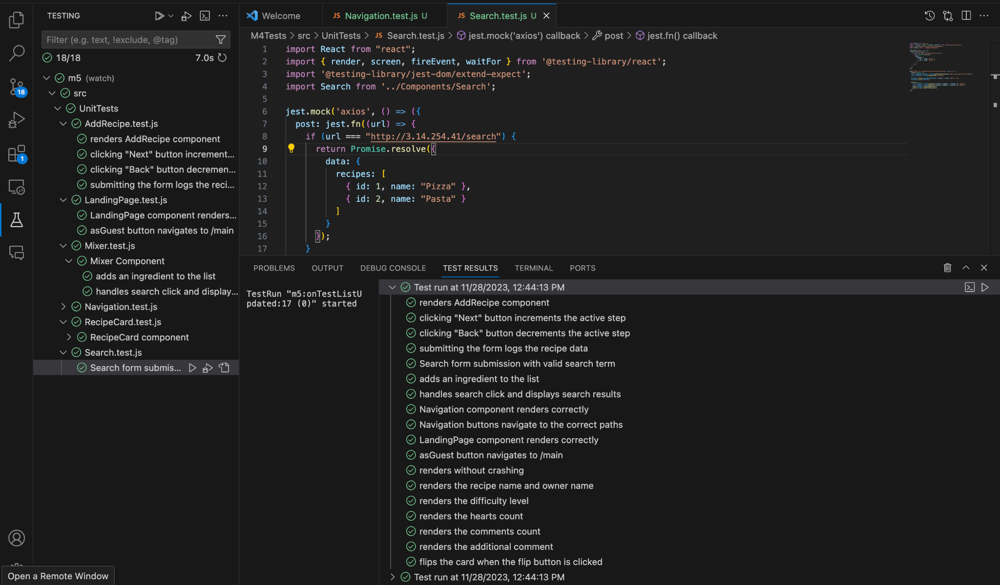 TESTING
Filter (e.g. text, !exclude, @tag)
18/18 7.0s
m5 (watch)
src
UnitTests
AddRecipe.test.js
renders AddRecipe component
clicking "Next" button increment...
clicking "Back" button decremen...
submitting the form logs the reci...
LandingPage.test.js
LandingPage component renders...
asGuest button navigates to /main
Mixer.test.js
Mixer Component
adds an ingredient to the list
handles search click and display...
Navigation.test.js
RecipeCard.test.js
RecipeCard component
Search.test.js
Search form submis...
18
1
Open a Remote Window
Welcome
JS Navigation.test.js U
JS Search.test.js U
M4Tests > src > UnitTests > JS Search.test.js > jest.mock('axios') callback > post > jest.fn() callback
1 import React from "react";
2 import { render, screen, fireEvent, waitFor } from '@testing-library/react';
3 import '@testing-library/jest-dom/extend-expect';
4 import Search from '../Components/Search';
5
6 jest.mock('axios', () => ({
7 post: jest.fn((url) => {
8 if (url === "http://3.14.254.41/search") {
9 return Promise.resolve({
10 data: {
11 recipes: [
12 { id: 1, name: "Pizza" },
13 { id: 2, name: "Pasta" }
14 ]
15 }
16 });
17 }
PROBLEMS OUTPUT DEBUG CONSOLE TEST RESULTS TERMINAL PORTS
TestRun "m5:onTestListU
pdated:17 (0)" started
Test run at 11/28/2023, 12:44:13 PM
renders AddRecipe component
clicking "Next" button increments the active step
clicking "Back" button decrements the active step
submitting the form logs the recipe data
Search form submission with valid search term
adds an ingredient to the list
handles search click and displays search results
Navigation component renders correctly
Navigation buttons navigate to the correct paths
LandingPage component renders correctly
asGuest button navigates to /main
renders without crashing
renders the recipe name and owner name
renders the difficulty level
renders the hearts count
renders the comments count
renders the additional comment
flips the card when the flip button is clicked
Test run at 11/28/2023, 12:44:13 PM